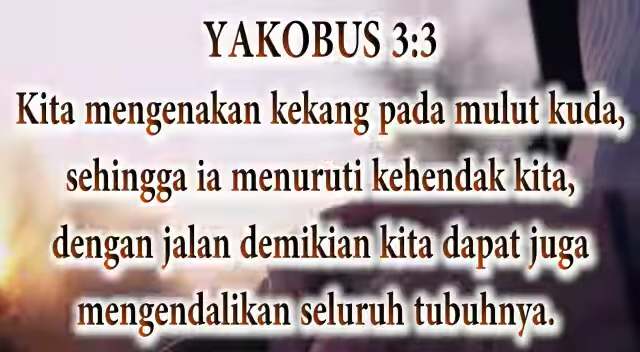 YAKOBUS 3:3
Kita mengenakan kekang pada mulut kuda,
sehingga ia menuruti kehendak kita,
dengan jalan demikian kita dapat juga
mengendalikan seluruh tubuhnya.